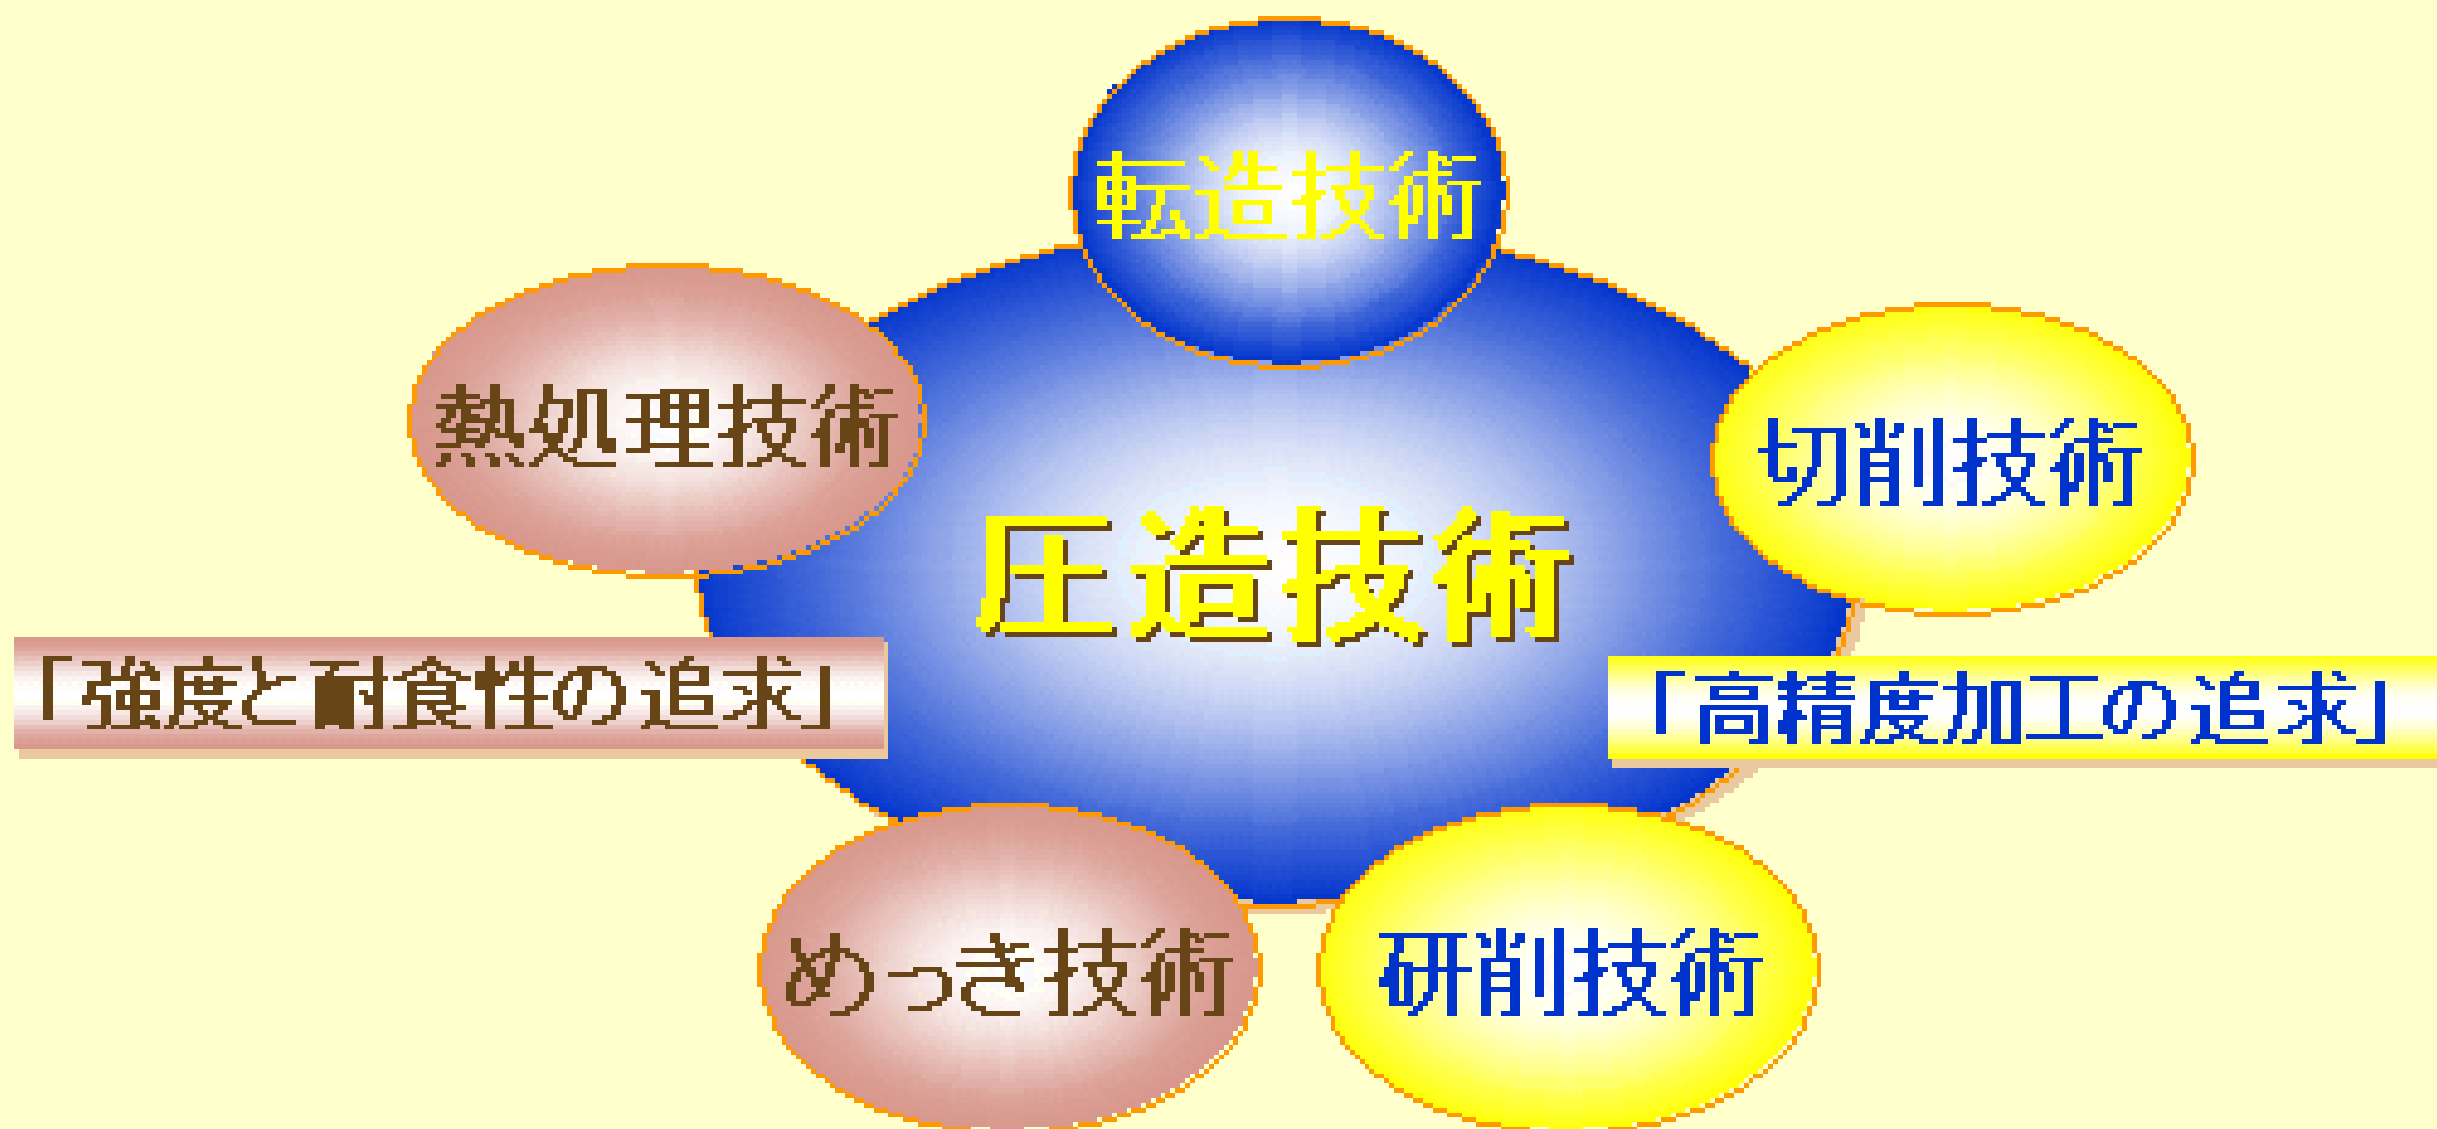 転造技術
熱処理技術
切削技術
圧造技術
「強度と耐食性の追求」
「高精度加工の追求」
めっき技術
研削技術